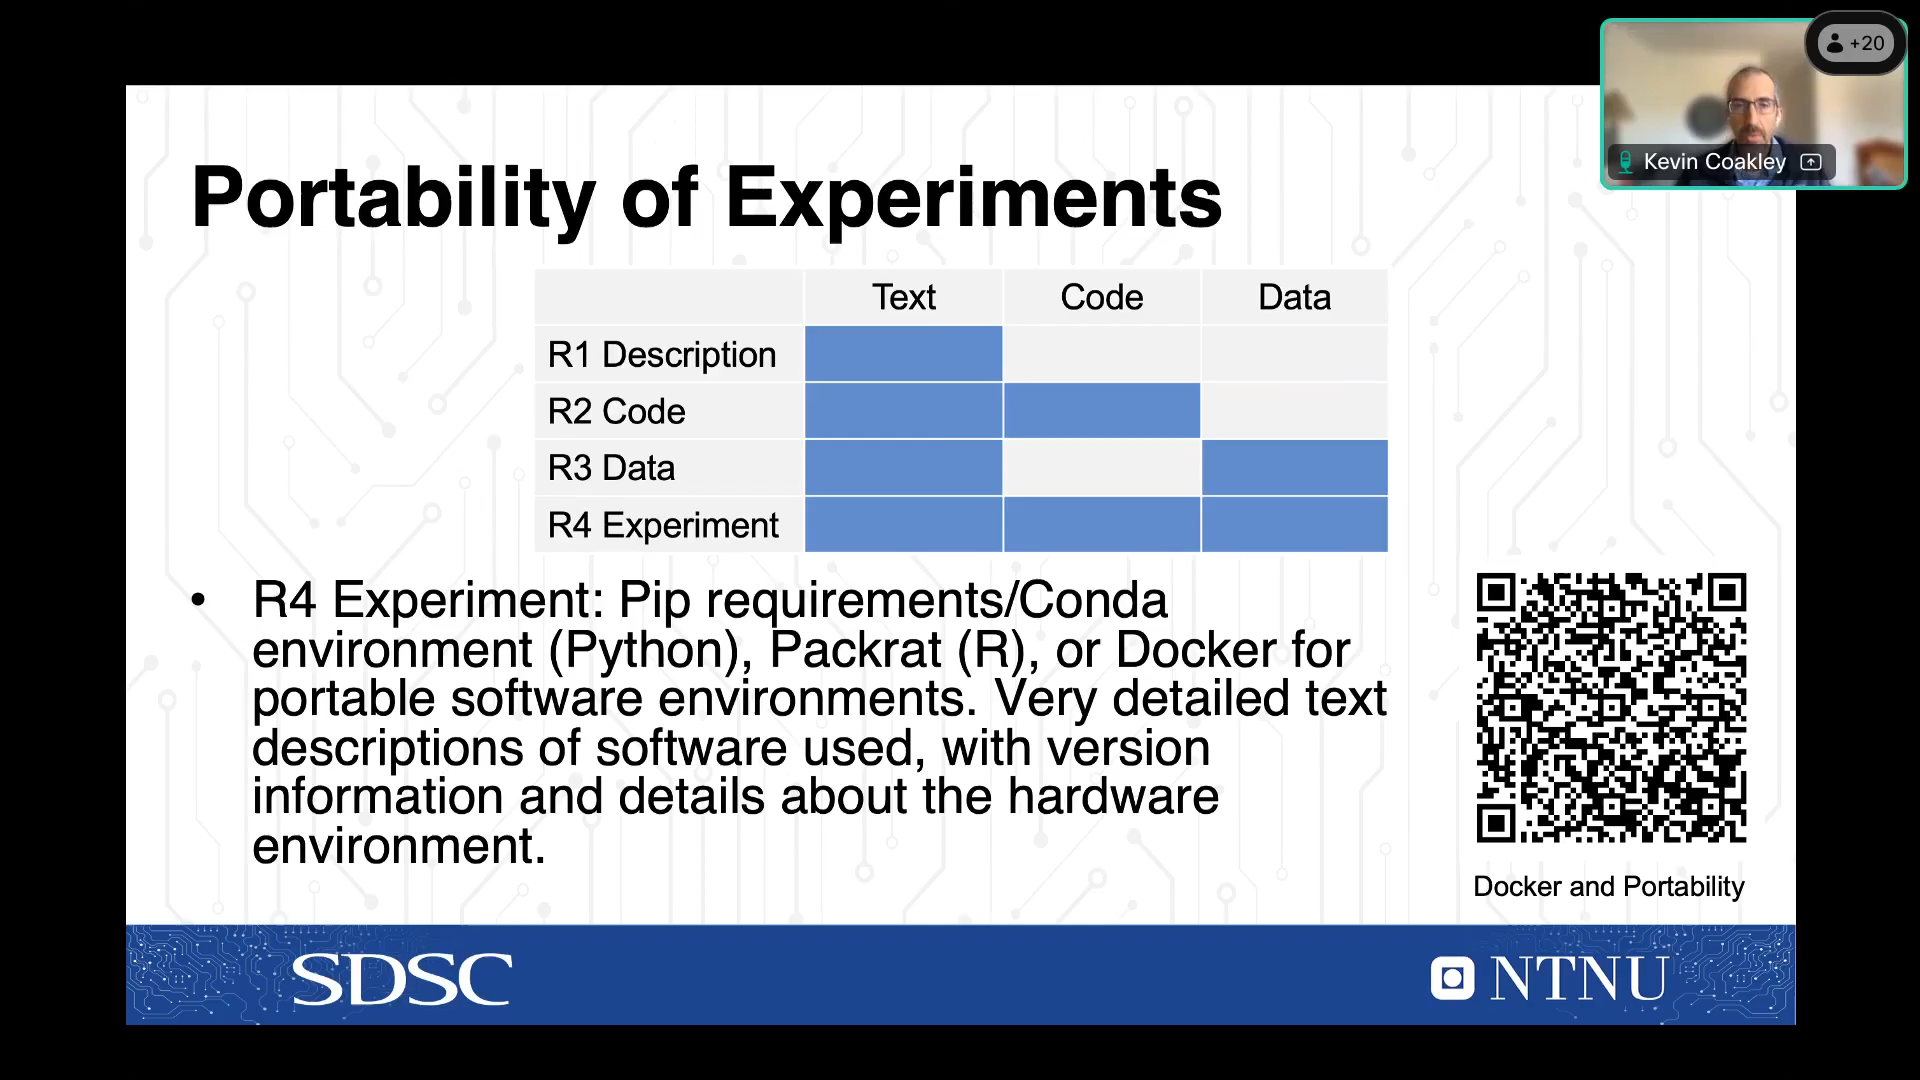 +20
Kevin Coakley
Portability of Experiments
Text Code Data
R1 Description
R2 Code
R3 Data
R4 Experiment
• R4 Experiment: Pip requirements/Conda
environment (Python), Packrat (R), or Docker for
portable software environments. Very detailed text
descriptions of software used, with version
information and details about the hardware
environment.
Docker and Portability
SDSC
NTNU